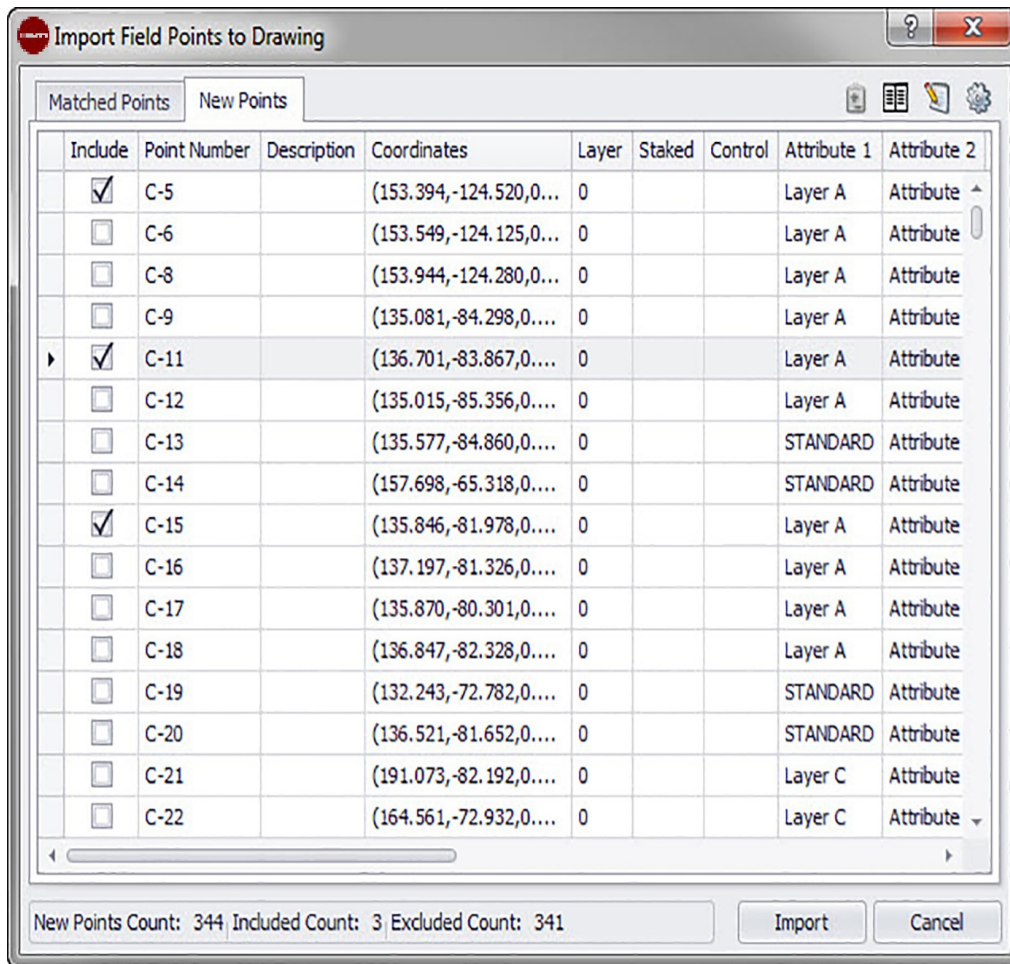 Import Field Points to Drawing
Matched Points New Points
Include Point Number Description Coordinates Layer Staked Control Attribute 1 Attribute 2
C-5 (153.394,-124.520,0... 0 Layer A Attribute
C-6 (153.549,-124.125,0... 0 Layer A Attribute
C-8 (153.944,-124.280,0... 0 Layer A Attribute
C-9 (135.081,-84.298,0.... 0 Layer A Attribute
C-11 (136.701,-83.867,0.... 0 Layer A Attribute
C-12 (135.015,-85.356,0.... 0 Layer A Attribute
C-13 (135.577,-84.860,0.... 0 STANDARD Attribute
C-14 (157.698,-65.318,0.... 0 STANDARD Attribute
C-15 (135.846,-81.978,0.... 0 Layer A Attribute
C-16 (137.197,-81.326,0.... 0 Layer A Attribute
C-17 (135.870,-80.301,0.... 0 Layer A Attribute
C-18 (136.847,-82.328,0.... 0 Layer A Attribute
C-19 (132.243,-72.782,0.... 0 STANDARD Attribute
C-20 (136.521,-81.652,0.... 0 STANDARD Attribute
C-21 (191.073,-82.192,0.... 0 Layer C Attribute
C-22 (164.561,-72.932,0.... 0 Layer C Attribute
New Points Count: 344 Included Count: 3 Excluded Count: 341 Import Cancel